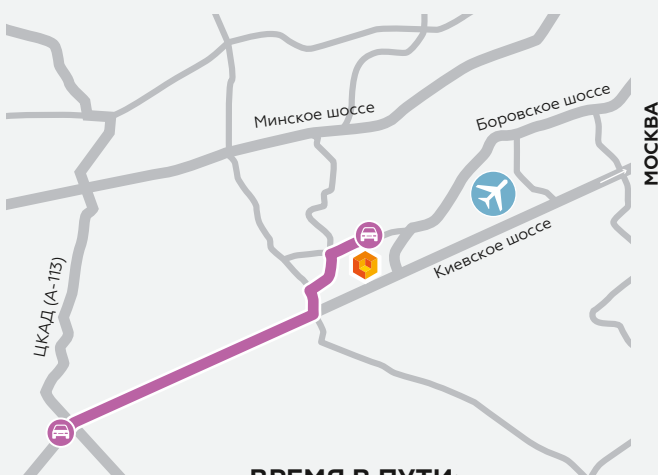 Минское шоссе
Боровское шоссе
МОСКВА
Киевское шоссе
ЦКАД (А-113)
ВРЕМЯ В ПУТИ